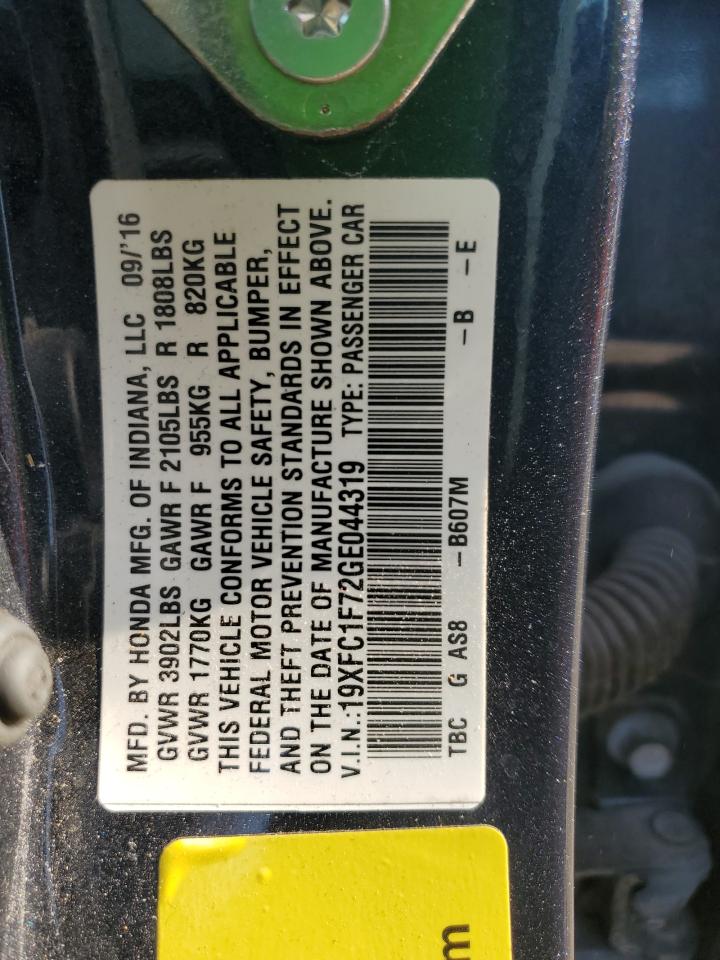 MFD. BY HONDA MFG. OF INDIANA, LLC 09/'16
GVWR 3902LBS GAWR F 2105LBS R 1808LBS
GVWR 1770KG GAWR F 955KG R 820KG
THIS VEHICLE CONFORMS TO ALL APPLICABLE
FEDERAL MOTOR VEHICLE SAFETY, BUMPER,
AND THEFT PREVENTION STANDARDS IN EFFECT
ON THE DATE OF MANUFACTURE SHOWN ABOVE.
V.I.N.:19XFC1F72GE044319 TYPE: PASSENGER CAR
TBC G AS8 - B607M -B -E
m